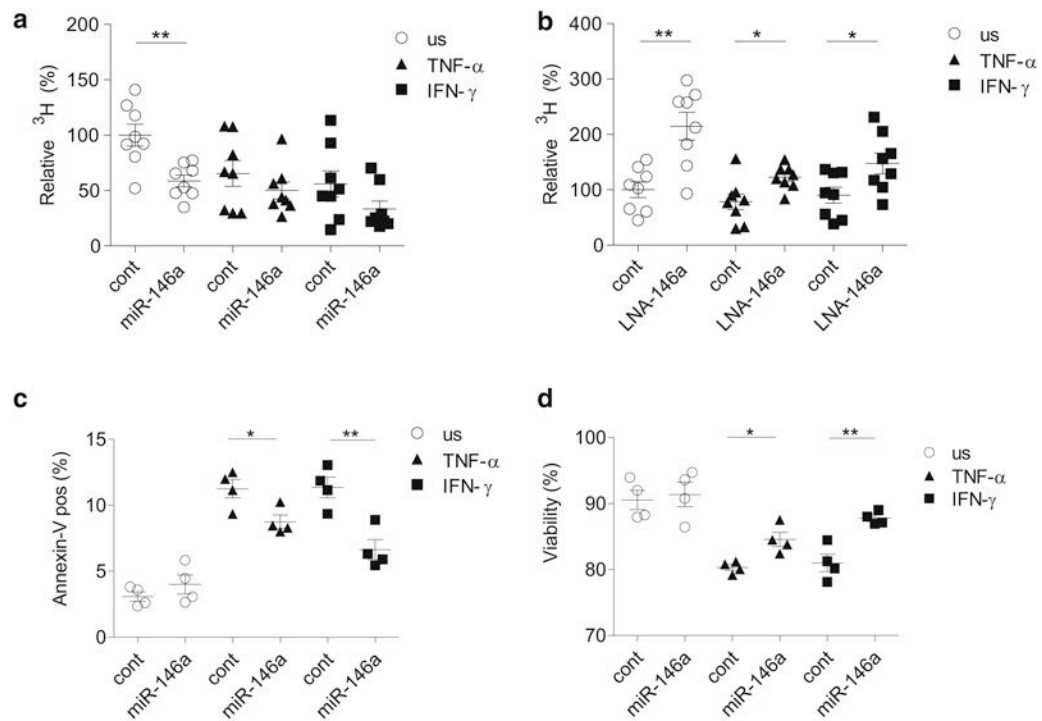 a
200
150
100
50
0
Relative ³H (%)
**
us
TNF-α
IFN-γ
cont
miR-146a
cont
miR-146a
cont
miR-146a
b
400
300
200
100
0
Relative ³H (%)
**
*
*
us
TNF-α
IFN-γ
cont
LNA-146a
cont
LNA-146a
cont
LNA-146a
c
15
10
5
0
Annexin-V pos (%)
*
**
us
TNF-α
IFN-γ
cont
miR-146a
cont
miR-146a
cont
miR-146a
d
100
90
80
70
Viability (%)
*
**
us
TNF-α
IFN-γ
cont
miR-146a
cont
miR-146a
cont
miR-146a